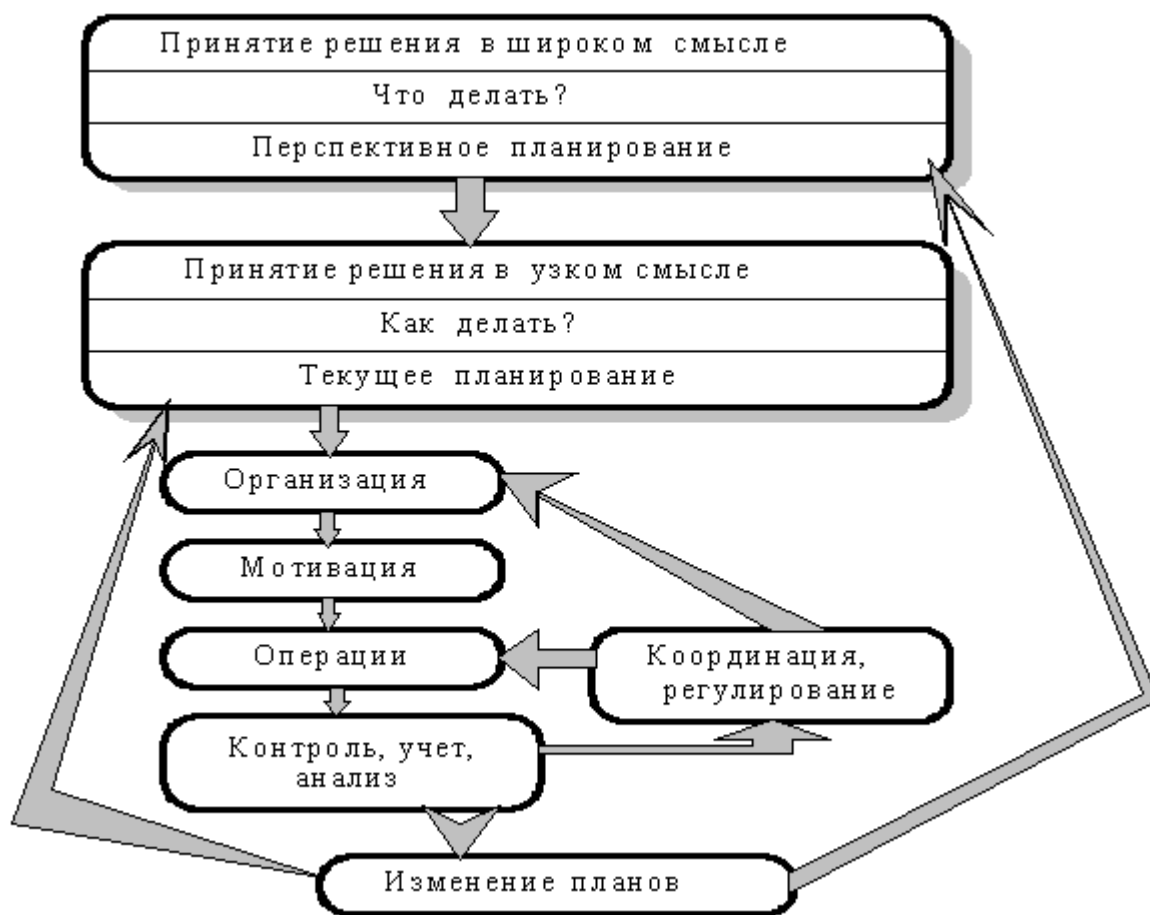 Принятие решения в широком смысле
Что делать?
Перспективное планирование
Принятие решения в узком смысле
Как делать?
Текущее планирование
Организация
Мотивация
Операции
Координация,
регулирование
Контроль, учет,
анализ
Изменение планов